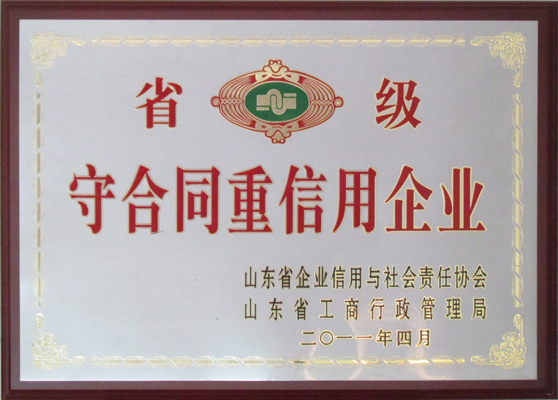 省 级
守合同重信用企业
山东省企业信用与社会责任协会
山东省工商行政管理局
二〇一一年四月